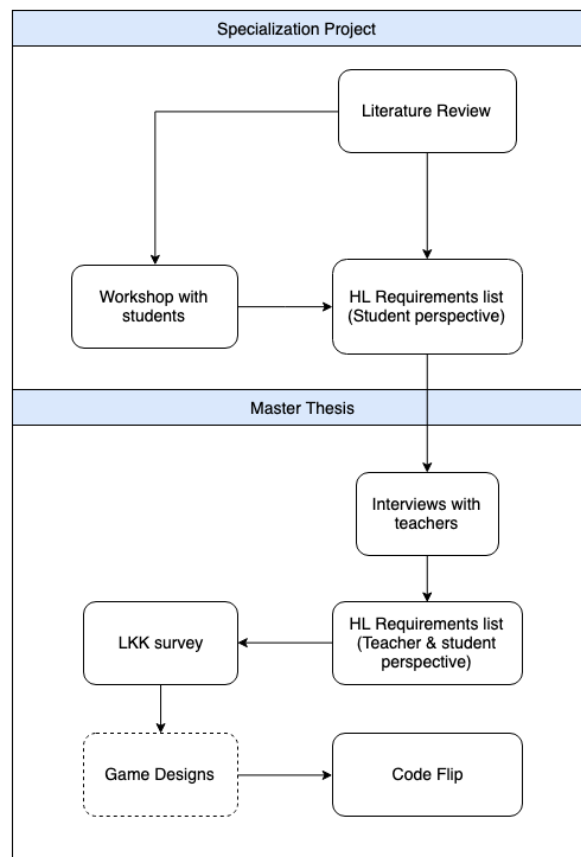 Specialization Project
Literature Review
Workshop with
students
HL Requirements list
(Student perspective)
Master Thesis
Interviews with
teachers
LKK survey
HL Requirements list
(Teacher & student
perspective)
Game Designs
Code Flip